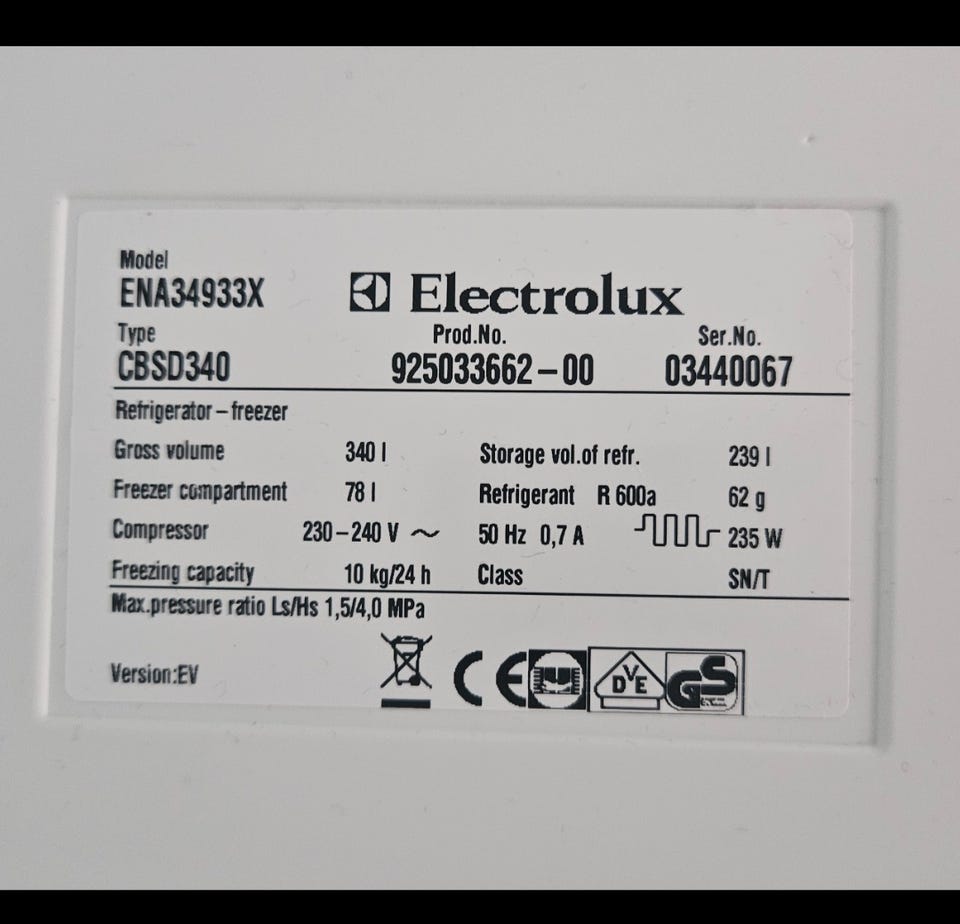 Model
ENA34933X
Electrolux
Type
CBSD340
Prod.No.
925033662-00
Ser.No.
03440067
Refrigerator-freezer
Gross volume 340 l Storage vol.of refr. 239 l
Freezer compartment 78 l Refrigerant R 600a 62 g
Compressor 230-240 V ~ 50 Hz 0,7 A 235 W
Freezing capacity 10 kg/24 h Class SN/T
Max.pressure ratio Ls/Hs 1,5/4,0 MPa
Version:EV
CE
DVE
GS